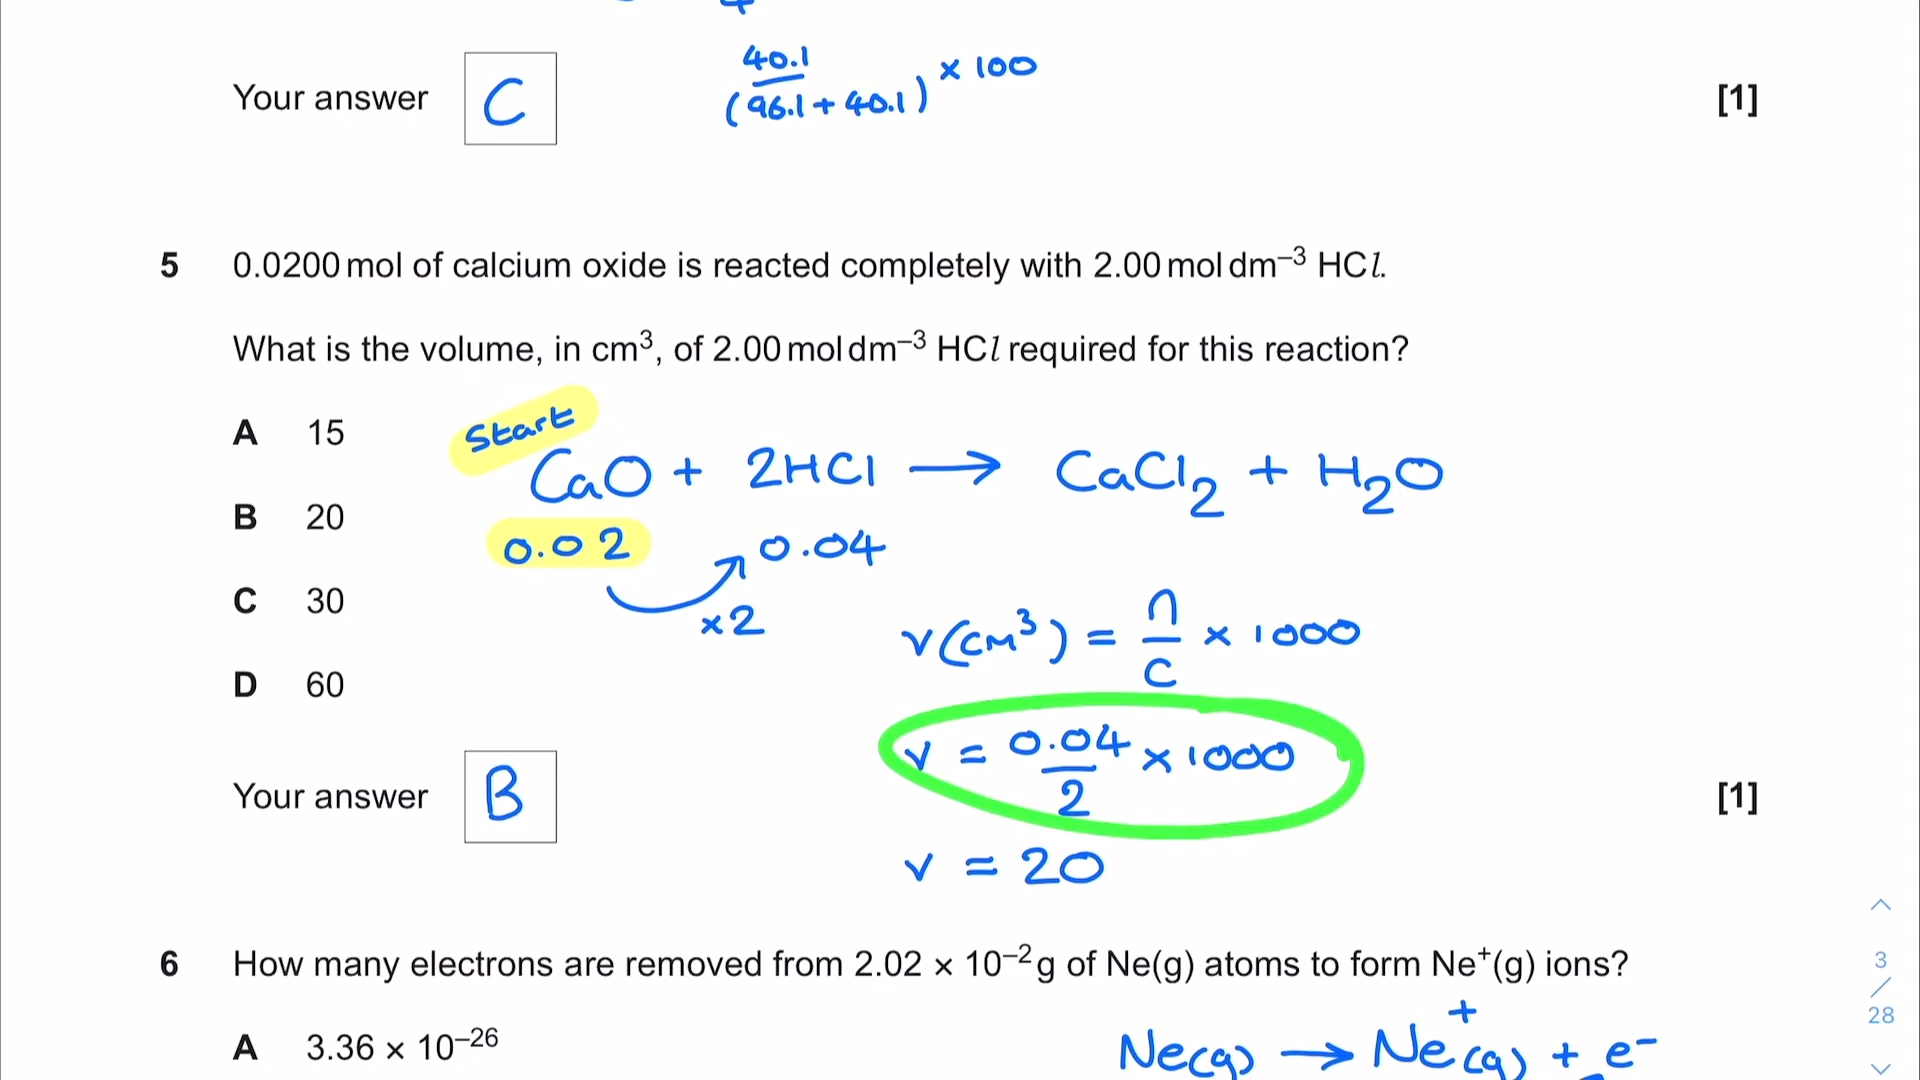 40.1
(96.1 + 40.1) × 100
Your answer C [1]
5 0.0200 mol of calcium oxide is reacted completely with 2.00 mol dm⁻³ HCl.
What is the volume, in cm³, of 2.00 mol dm⁻³ HCl required for this reaction?
A 15
Start
CaO + 2HCl → CaCl₂ + H₂O
B 20
0.02 0.04
×2
C 30
v(cm³) = n/c × 1000
D 60
v = 0.04/2 × 1000
Your answer B [1]
v = 20
6 How many electrons are removed from 2.02 × 10⁻² g of Ne(g) atoms to form Ne⁺(g) ions?
A 3.36 × 10⁻²⁶
Ne(g) → Ne⁺(g) + e⁻
3
/
28